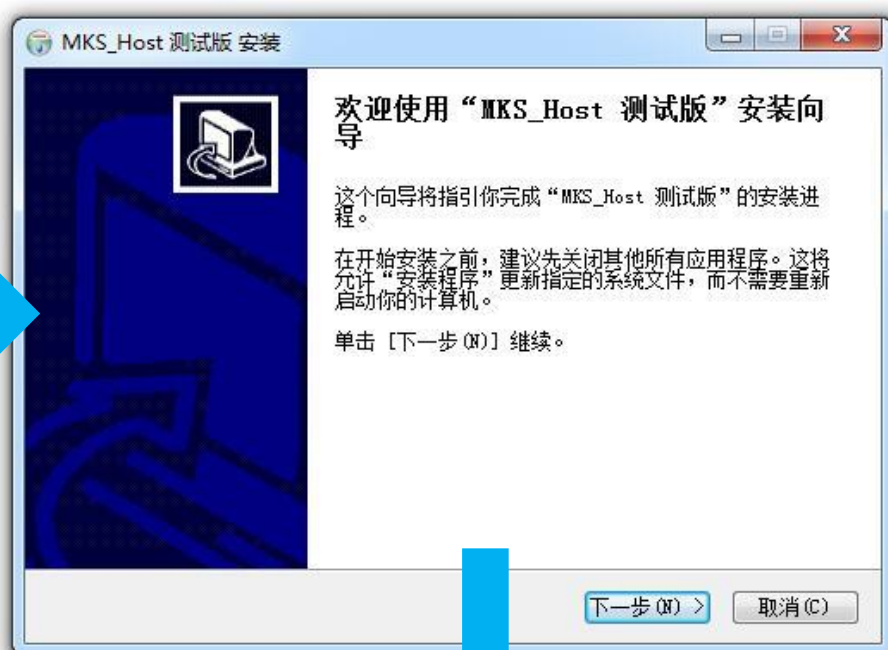 MKS_Host 测试版 安装
欢迎使用“MKS_Host 测试版”安装向
导
这个向导将指引你完成“MKS_Host 测试版”的安装进
程。
在开始安装之前，建议先关闭其他所有应用程序。这将
允许“安装程序”更新指定的系统文件，而不需要重新
启动你的计算机。
单击 [下一步(N)] 继续。
下一步(N) >
取消(C)